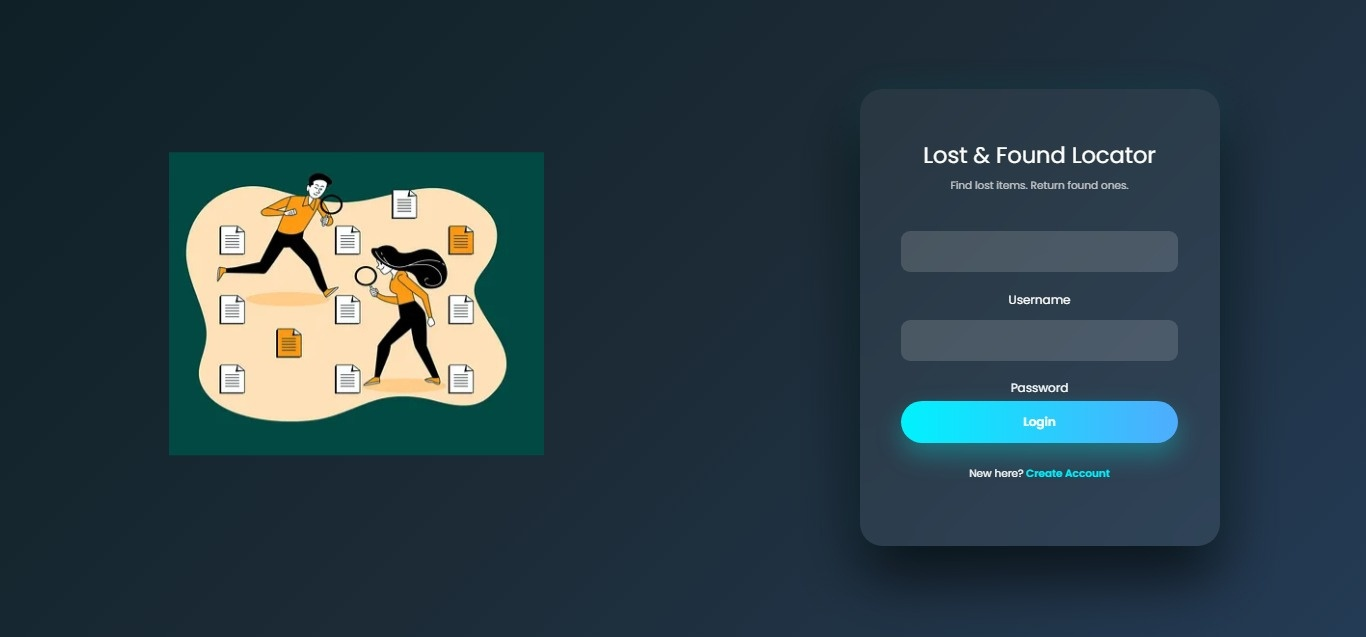 Lost & Found Locator
Find lost items. Return found ones.
Username
Password
Login
New here? Create Account